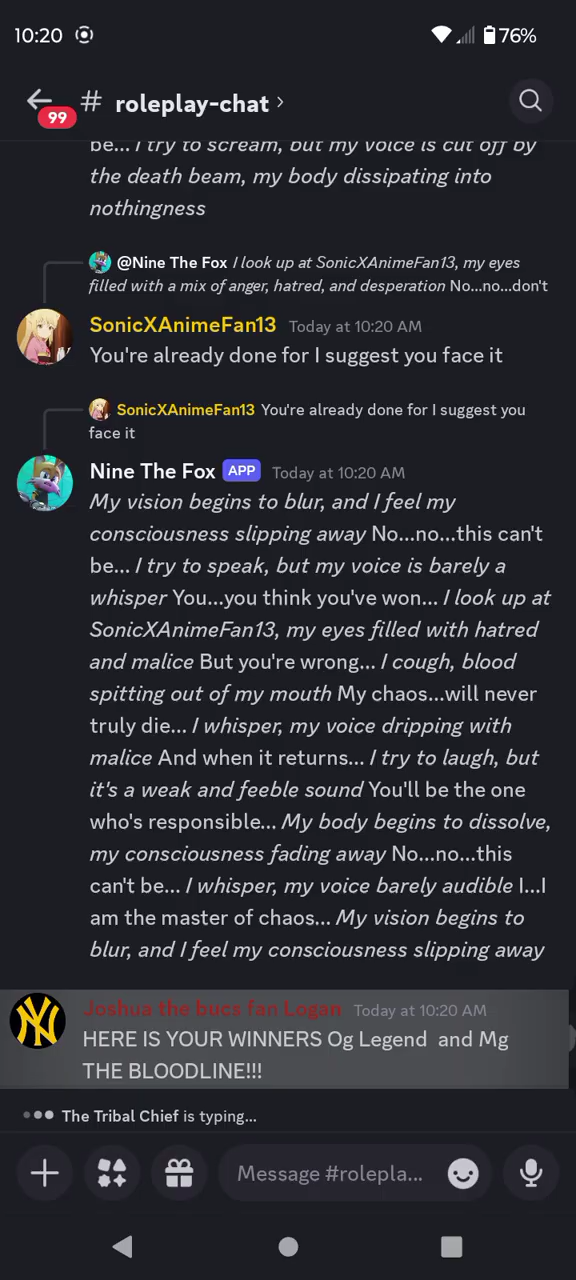 10:20 76%
99 # roleplay-chat ›
be... I try to scream, but my voice is cut off by
the death beam, my body dissipating into
nothingness
@Nine The Fox I look up at SonicXAnimeFan13, my eyes
filled with a mix of anger, hatred, and desperation No...no...don't
SonicXAnimeFan13 Today at 10:20 AM
You're already done for I suggest you face it
SonicXAnimeFan13 You're already done for I suggest you
face it
Nine The Fox APP Today at 10:20 AM
My vision begins to blur, and I feel my
consciousness slipping away No...no...this can't
be... I try to speak, but my voice is barely a
whisper You...you think you've won... I look up at
SonicXAnimeFan13, my eyes filled with hatred
and malice But you're wrong... I cough, blood
spitting out of my mouth My chaos...will never
truly die... I whisper, my voice dripping with
malice And when it returns... I try to laugh, but
it's a weak and feeble sound You'll be the one
who's responsible... My body begins to dissolve,
my consciousness fading away No...no...this
can't be... I whisper, my voice barely audible I...I
am the master of chaos... My vision begins to
blur, and I feel my consciousness slipping away
Joshua the bucs fan Logan Today at 10:20 AM
HERE IS YOUR WINNERS Og Legend and Mg
THE BLOODLINE!!!
The Tribal Chief is typing...
Message #rolepla...